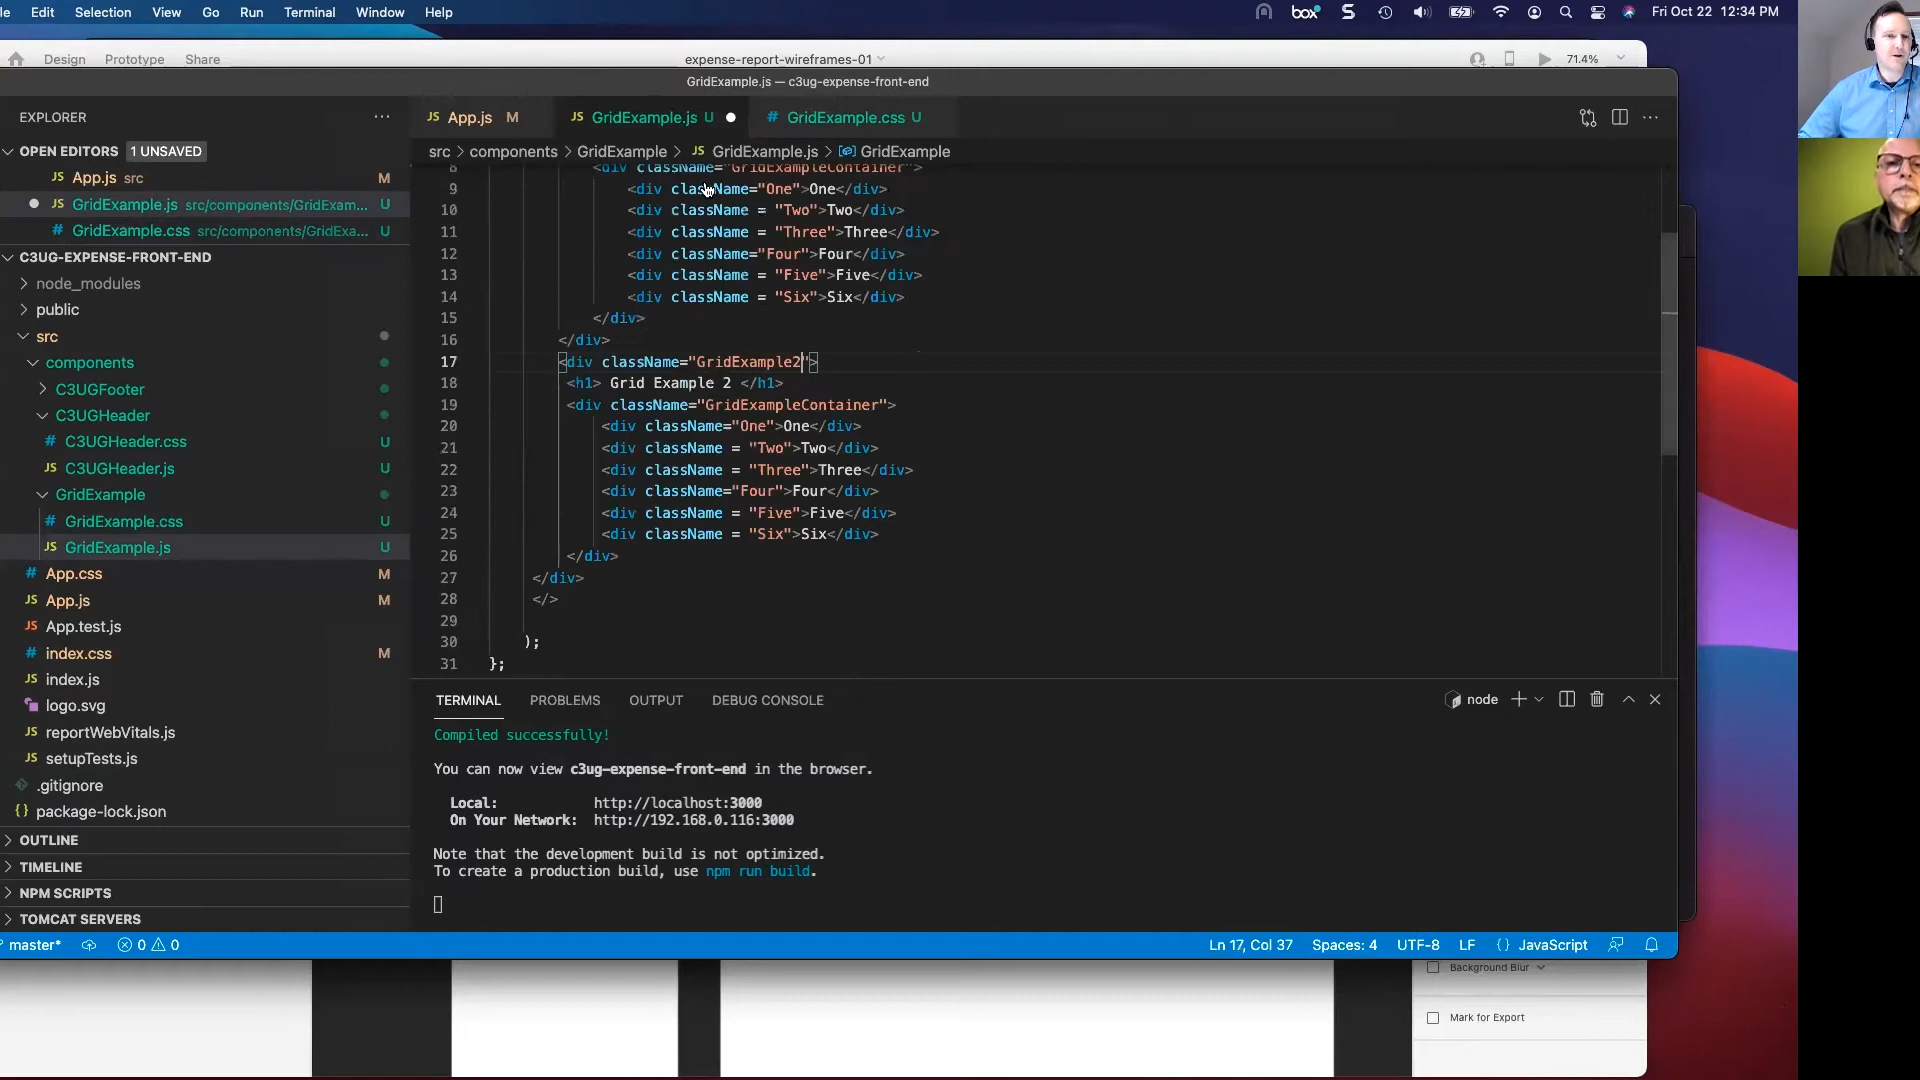 le Edit Selection View Go Run Terminal Window Help box S Fri Oct 22 12:34 PM
Design Prototype Share expense-report-wireframes-01 71.4%
GridExample.js — c3ug-expense-front-end
EXPLORER ...
JS App.js M JS GridExample.js U # GridExample.css U ...
OPEN EDITORS 1 UNSAVED
src > components > GridExample > JS GridExample.js > GridExample
JS App.js src M
JS GridExample.js src/components/GridExam... U
# GridExample.css src/components/GridExa... U
C3UG-EXPENSE-FRONT-END
node_modules
public
src
components
C3UGFooter
C3UGHeader
# C3UGHeader.css U
JS C3UGHeader.js U
GridExample
# GridExample.css U
JS GridExample.js U
# App.css M
JS App.js M
JS App.test.js
# index.css M
JS index.js
logo.svg
JS reportWebVitals.js
JS setupTests.js
.gitignore
{} package-lock.json
OUTLINE
TIMELINE
NPM SCRIPTS
TOMCAT SERVERS
8 <div className="GridExampleContainer">
9 <div className="One">One</div>
10 <div className = "Two">Two</div>
11 <div className = "Three">Three</div>
12 <div className="Four">Four</div>
13 <div className = "Five">Five</div>
14 <div className = "Six">Six</div>
15 </div>
16 </div>
17 <div className="GridExample2">
18 <h1> Grid Example 2 </h1>
19 <div className="GridExampleContainer">
20 <div className="One">One</div>
21 <div className = "Two">Two</div>
22 <div className = "Three">Three</div>
23 <div className="Four">Four</div>
24 <div className = "Five">Five</div>
25 <div className = "Six">Six</div>
26 </div>
27 </div>
28 </>
29
30 );
31 };
TERMINAL PROBLEMS OUTPUT DEBUG CONSOLE node
Compiled successfully!
You can now view c3ug-expense-front-end in the browser.
Local: http://localhost:3000
On Your Network: http://192.168.0.116:3000
Note that the development build is not optimized.
To create a production build, use npm run build.
master* 0 0 Ln 17, Col 37 Spaces: 4 UTF-8 LF {} JavaScript
Background Blur
Mark for Export